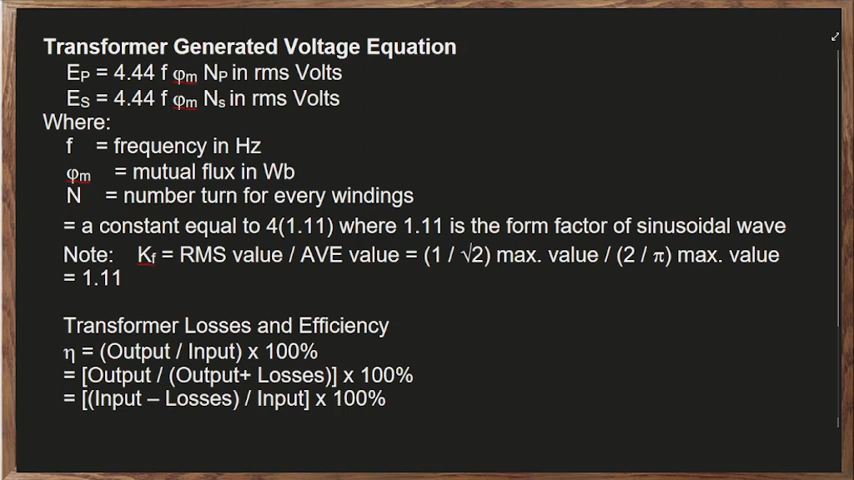 Transformer Generated Voltage Equation
EP = 4.44 f φm NP in rms Volts
ES = 4.44 f φm Ns in rms Volts
Where:
f = frequency in Hz
φm = mutual flux in Wb
N = number turn for every windings
= a constant equal to 4(1.11) where 1.11 is the form factor of sinusoidal wave
Note: Kf = RMS value / AVE value = (1 / √2) max. value / (2 / π) max. value
= 1.11
Transformer Losses and Efficiency
η = (Output / Input) x 100%
= [Output / (Output+ Losses)] x 100%
= [(Input – Losses) / Input] x 100%